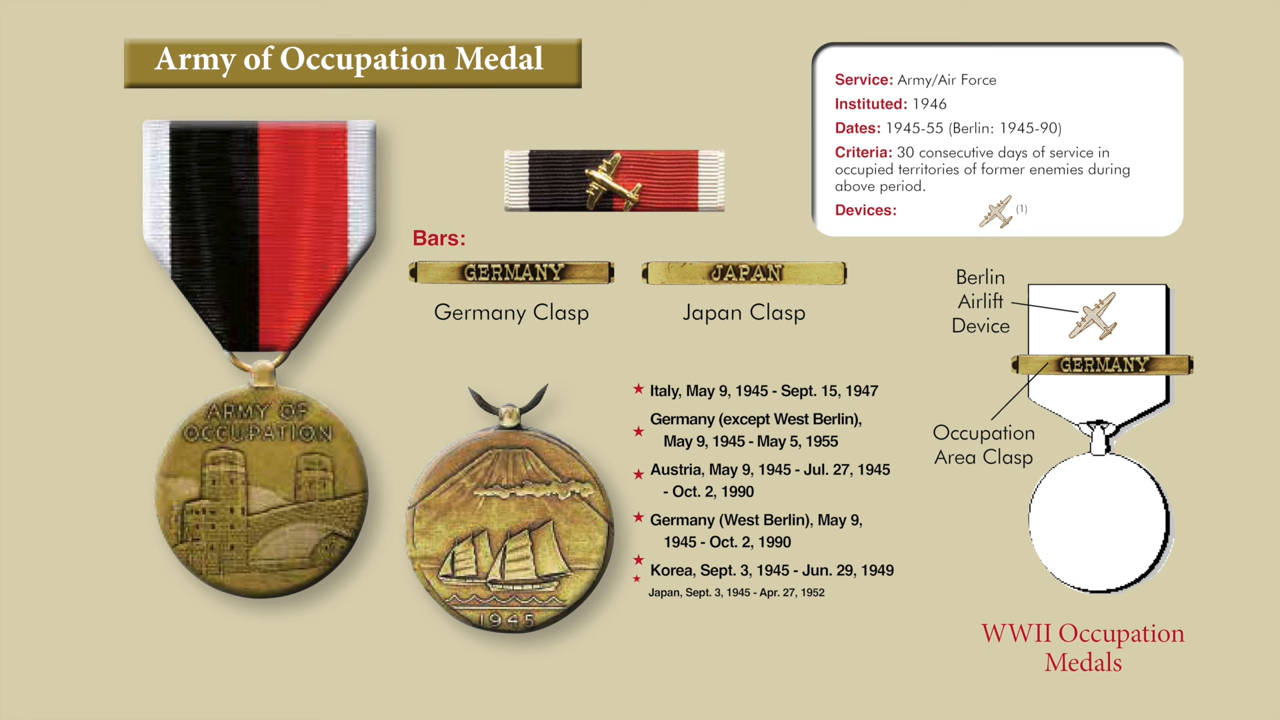 Army of Occupation Medal
Service: Army/Air Force
Instituted: 1946
Dates: 1945-55 (Berlin: 1945-90)
Criteria: 30 consecutive days of service in
occupied territories of former enemies during
above period.
Devices:
(1)
Bars:
GERMANY
Germany Clasp
JAPAN
Japan Clasp
ARMY OF
OCCUPATION
1945
Italy, May 9, 1945 - Sept. 15, 1947
Germany (except West Berlin),
May 9, 1945 - May 5, 1955
Austria, May 9, 1945 - Jul. 27, 1945
- Oct. 2, 1990
Germany (West Berlin), May 9,
1945 - Oct. 2, 1990
Korea, Sept. 3, 1945 - Jun. 29, 1949
Japan, Sept. 3, 1945 - Apr. 27, 1952
Berlin
Airlift
Device
GERMANY
Occupation
Area Clasp
WWII Occupation
Medals